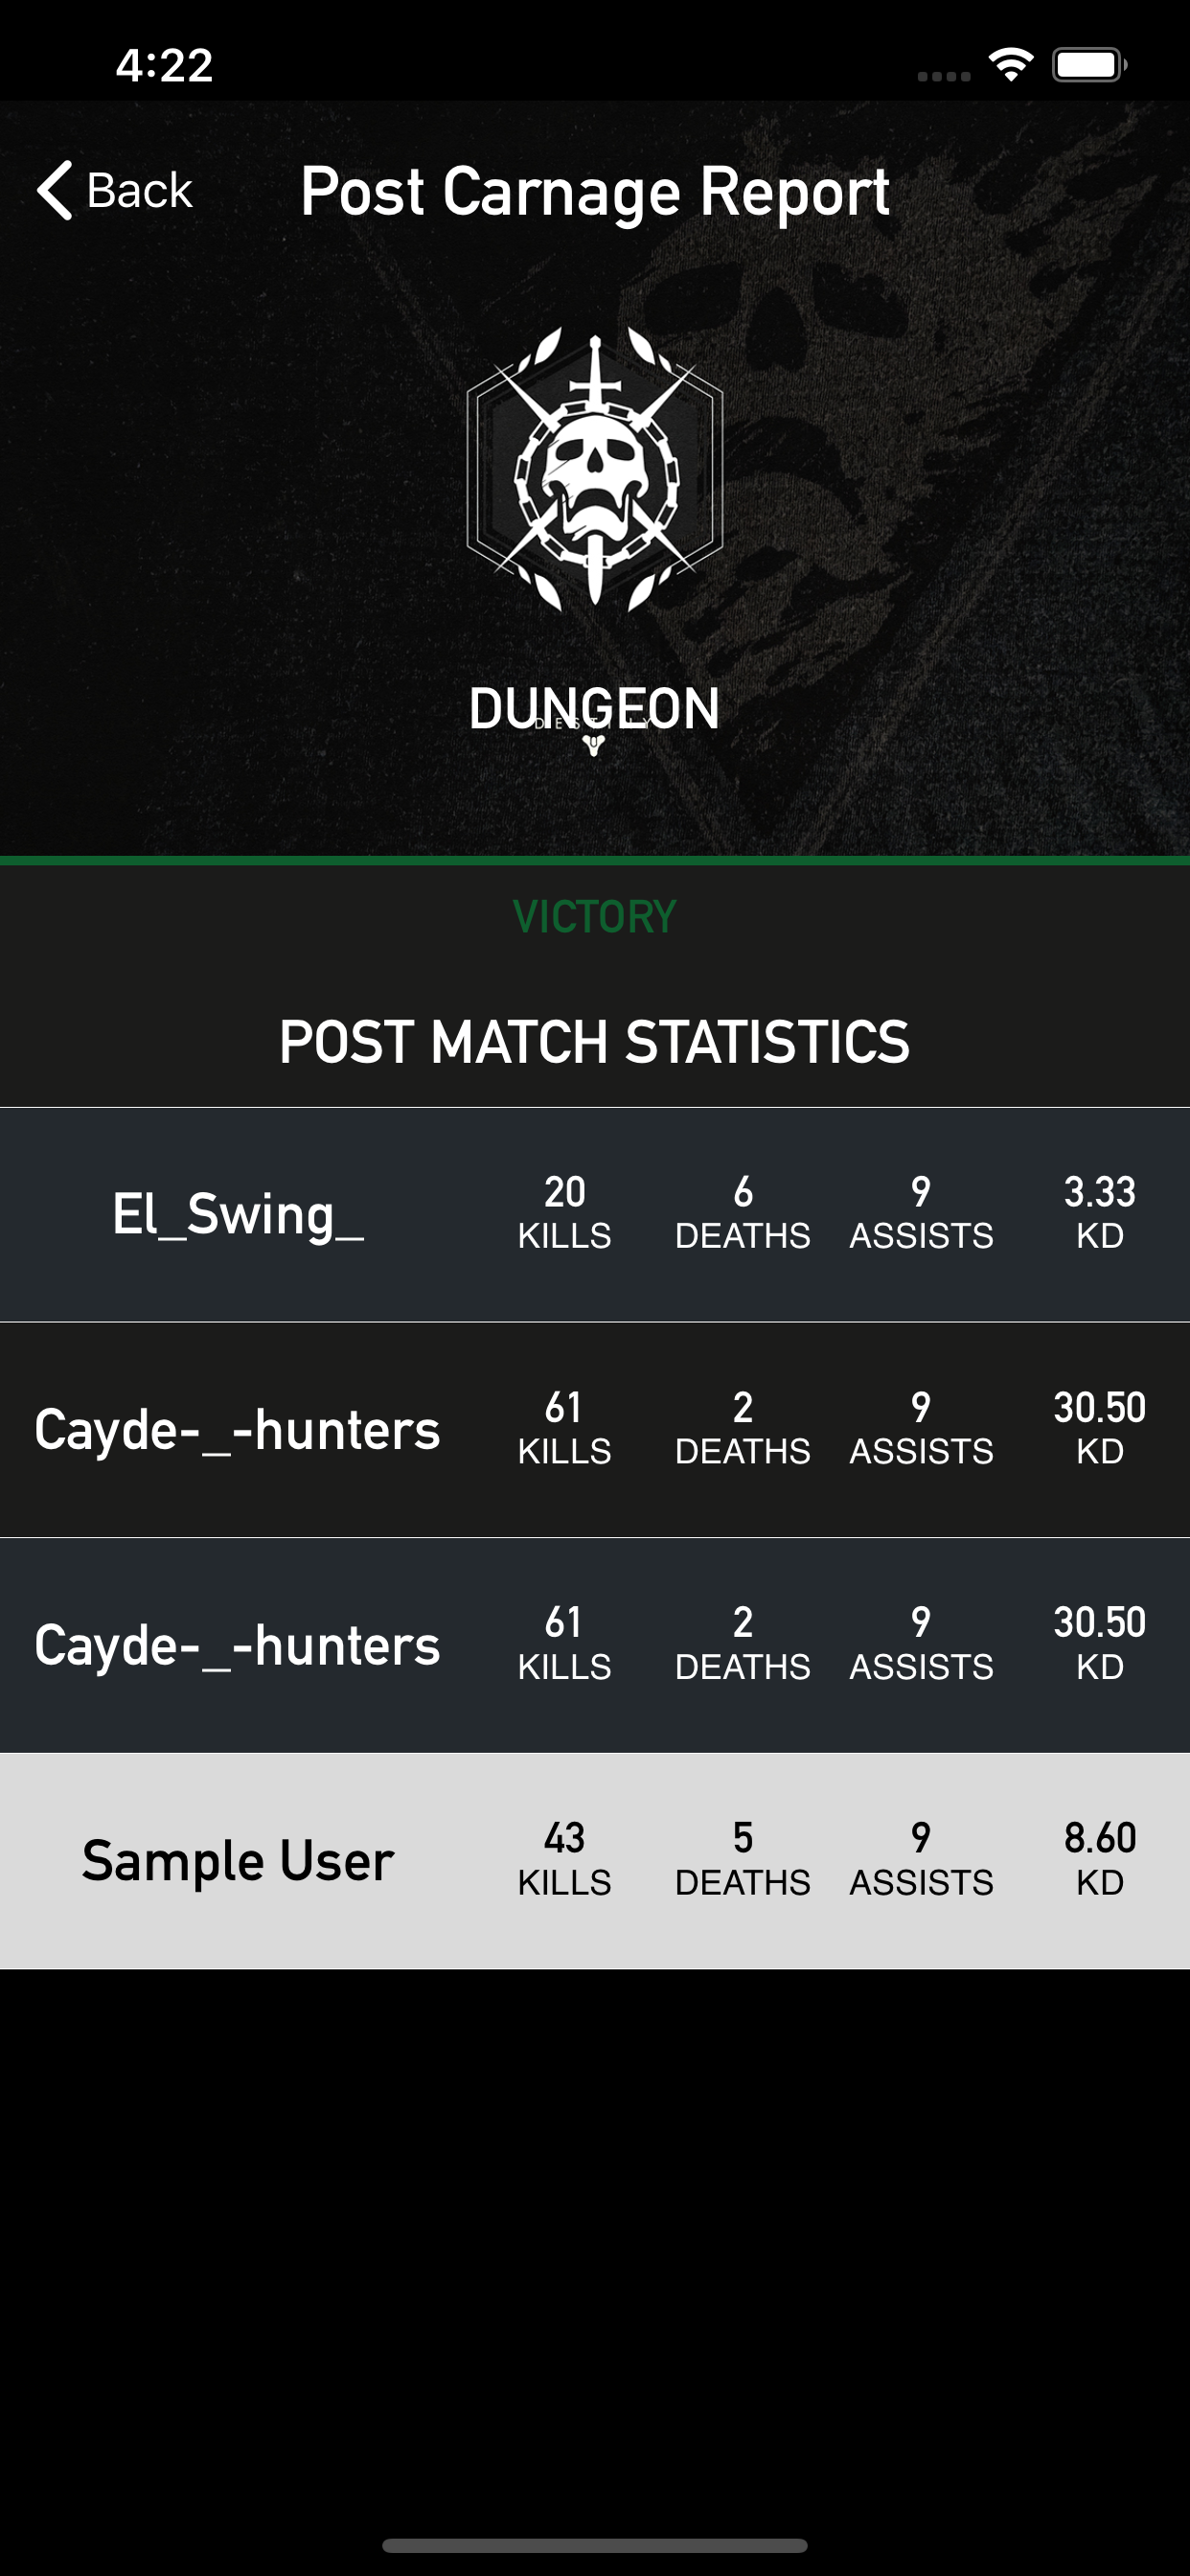 4:22
Back
Post Carnage Report
DUNGEON
VICTORY
POST MATCH STATISTICS
El_Swing_ 20 6 9 3.33
KILLS DEATHS ASSISTS KD
Cayde-_-hunters 61 2 9 30.50
KILLS DEATHS ASSISTS KD
Cayde-_-hunters 61 2 9 30.50
KILLS DEATHS ASSISTS KD
Sample User 43 5 9 8.60
KILLS DEATHS ASSISTS KD